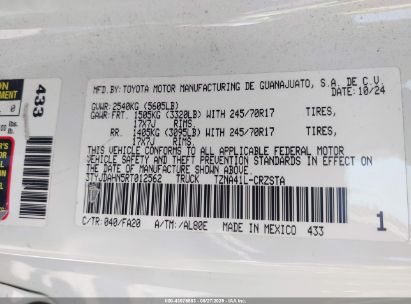 MFD.BY:TOYOTA MOTOR MANUFACTURING DE GUANAJUATO, S.A. DE C.V.
DATE:10/24
GVWR:2540KG (5605LB)
GAWR:FRT. 1505KG (3320LB) WITH 245/70R17 TIRES,
17X7J RIMS,
RR. 1405KG (3095LB) WITH 245/70R17 TIRES,
17X7J RIMS.
THIS VEHICLE CONFORMS TO ALL APPLICABLE FEDERAL MOTOR
VEHICLE SAFETY AND THEFT PREVENTION STANDARDS IN EFFECT ON
THE DATE OF MANUFACTURE SHOWN ABOVE.
3TYJDAHN5RT012562 TRUCK TZNA41L-CRZSTA
C/TR:040/FA20 A/TM:/AL80E MADE IN MEXICO 433
1
433